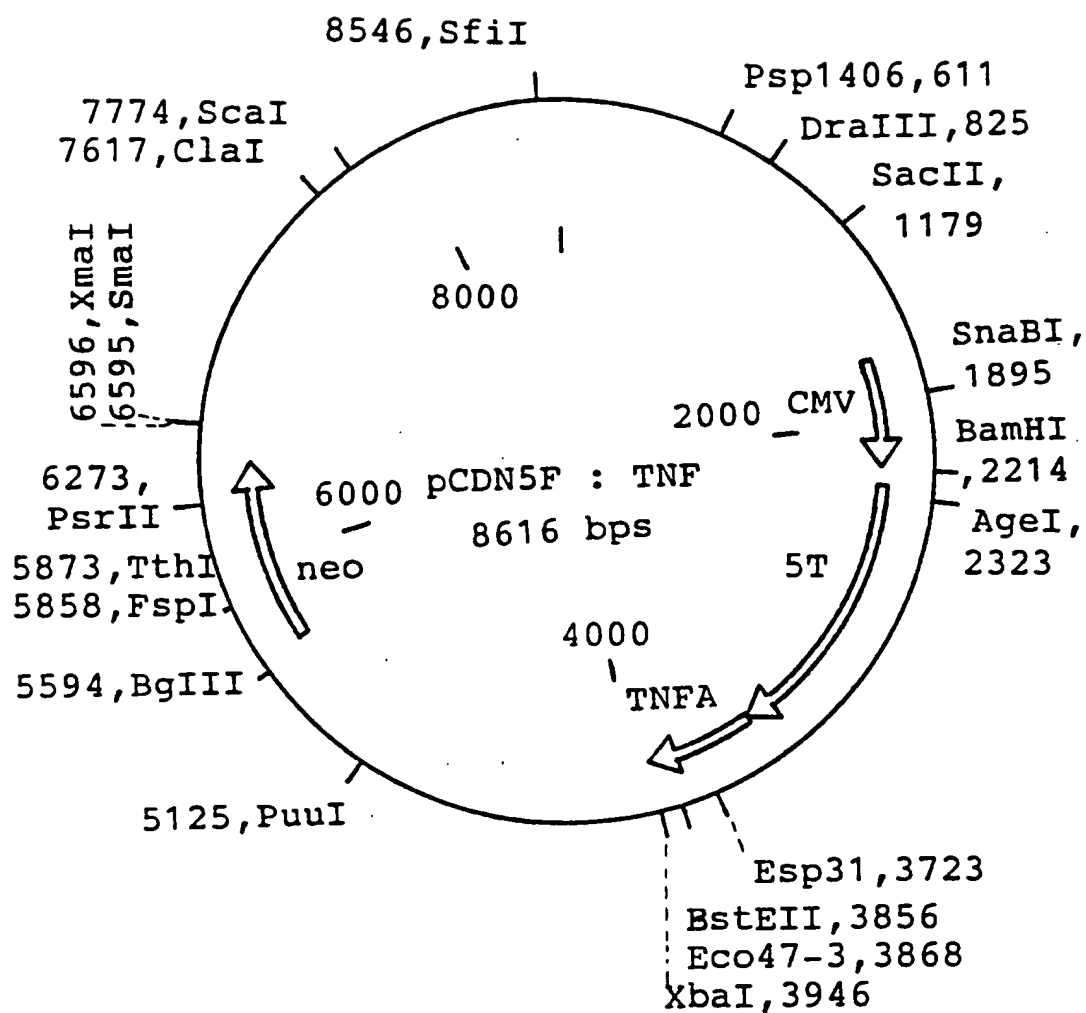 8546,SfiI
Psp1406,611
DraIII,825
SacII,
1179
SnaBI,
1895
BamHI
,2214
AgeI,
2323
Esp31,3723
BstEII,3856
Eco47-3,3868
XbaI,3946
5125,PuuI
5594,BgIII
5858,FspI
5873,TthI
6273,
PsrII
6595,SmaI
6596,XmaI
7617,ClaI
7774,ScaI
8000
2000
CMV
pCDN5F : TNF
8616 bps
6000
neo
5T
4000
TNFA